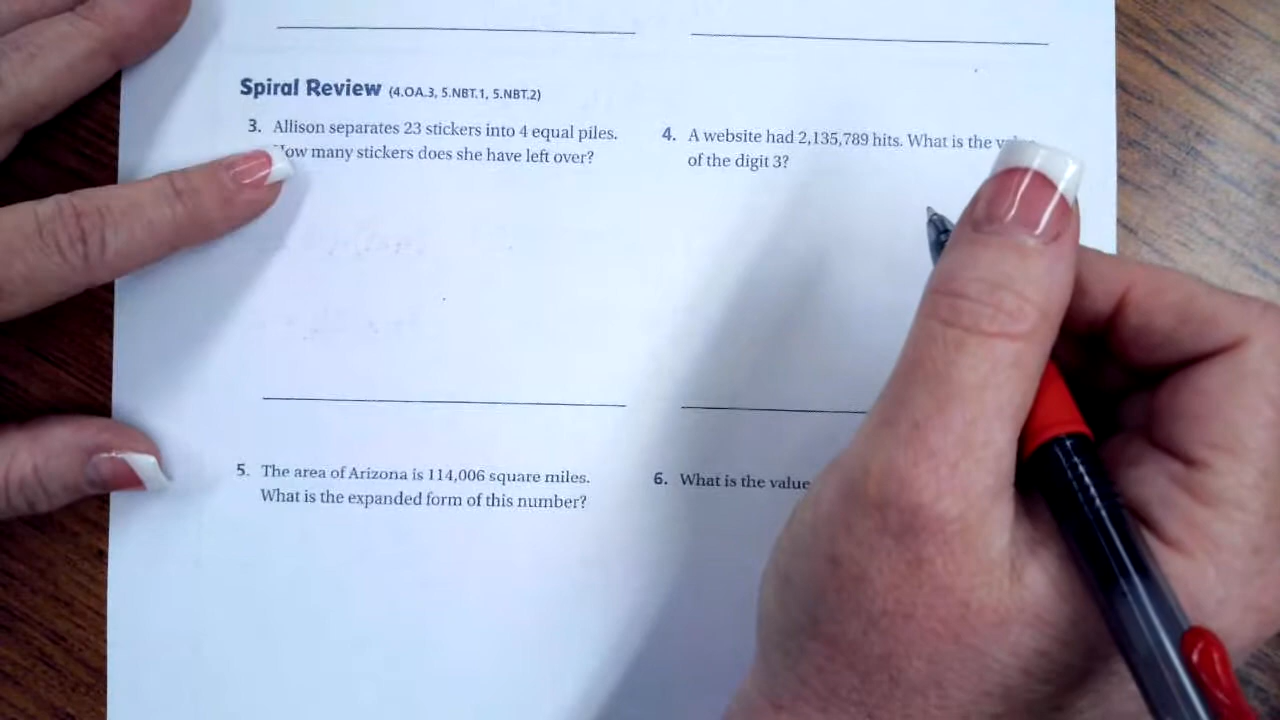 Spiral Review (4.OA.3, 5.NBT.1, 5.NBT.2)
3. Allison separates 23 stickers into 4 equal piles.
How many stickers does she have left over?
4. A website had 2,135,789 hits. What is the
of the digit 3?
5. The area of Arizona is 114,006 square miles.
What is the expanded form of this number?
6. What is the value